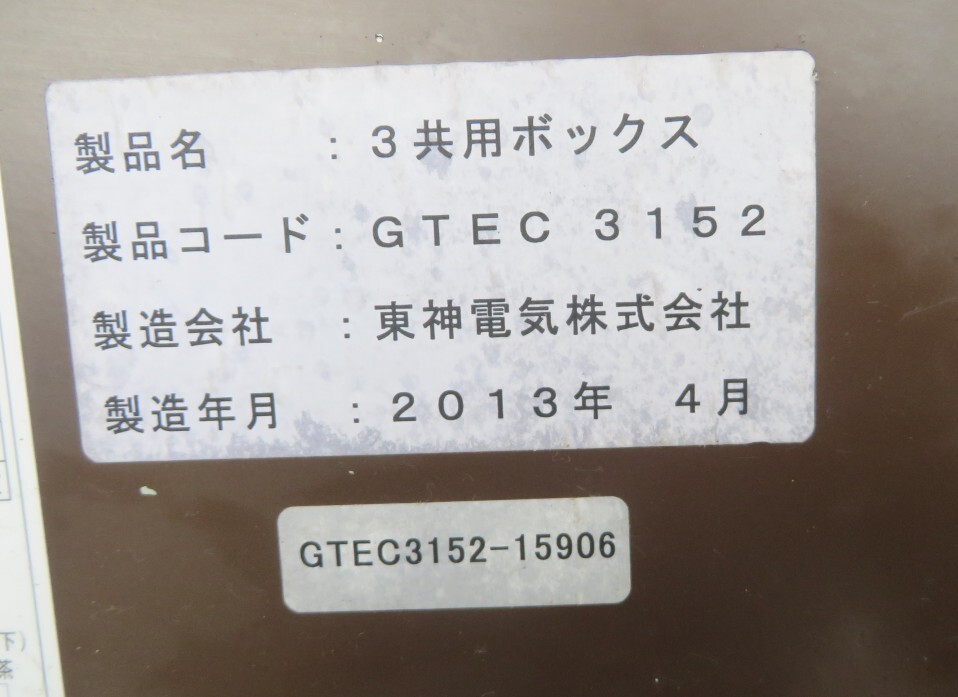 製品名　　：３共用ボックス
製品コード：ＧＴＥＣ ３１５２
製造会社　：東神電気株式会社
製造年月　：２０１３年　４月
GTEC3152-15906
下）
茶